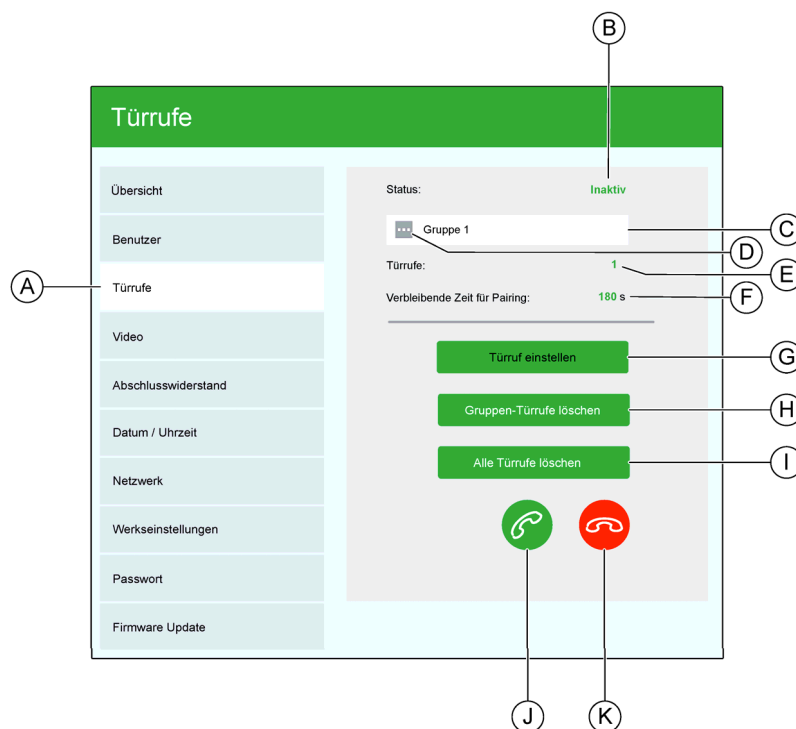 B
Türrufe
Übersicht
Benutzer
Türrufe
Video
Abschlusswiderstand
Datum / Uhrzeit
Netzwerk
Werkseinstellungen
Passwort
Firmware Update
A
Status: Inaktiv
Gruppe 1
C
D
Türrufe: 1
E
Verbleibende Zeit für Pairing: 180 s
F
Türruf einstellen
G
Gruppen-Türrufe löschen
H
Alle Türrufe löschen
I
J
K